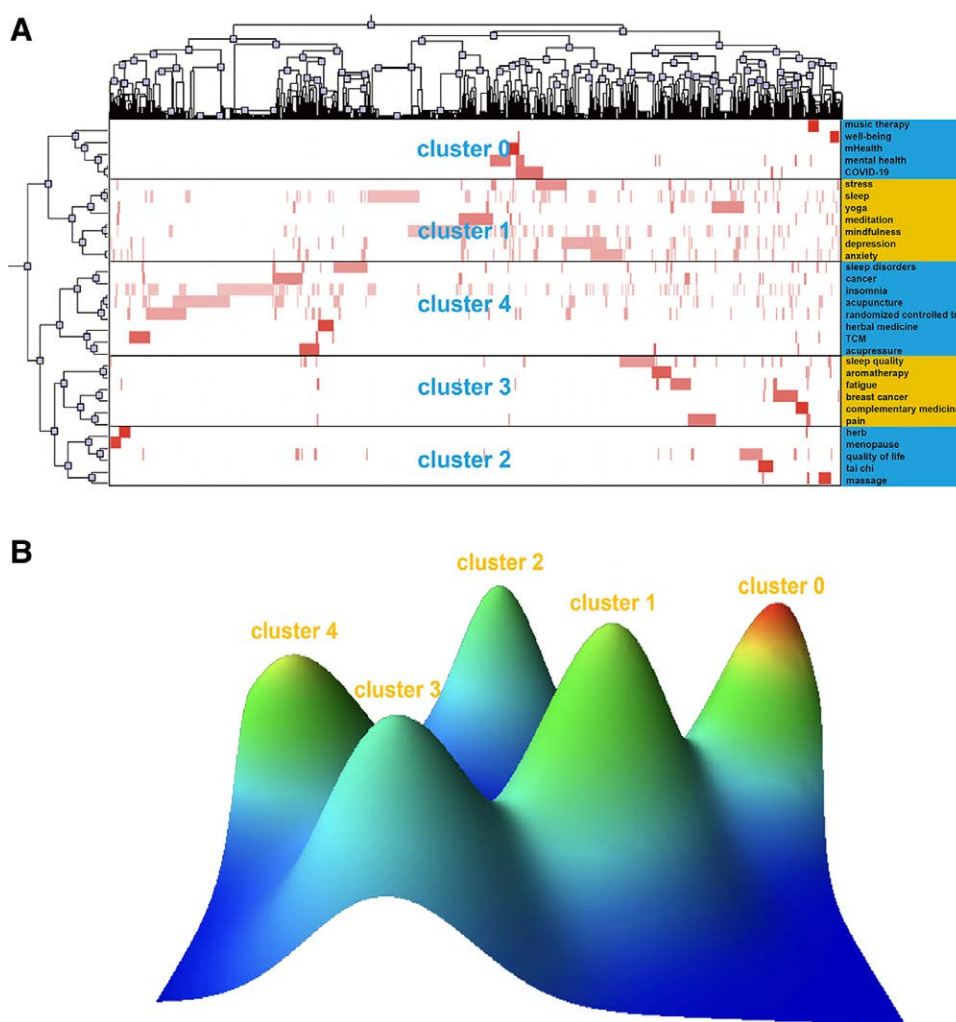 A
music therapy
well-being
mHealth
mental health
COVID-19
cluster 0
stress
sleep
yoga
meditation
mindfulness
depression
anxiety
cluster 1
sleep disorders
cancer
insomnia
acupuncture
randomized controlled tr
herbal medicine
TCM
acupressure
cluster 4
sleep quality
aromatherapy
fatigue
breast cancer
complementary medicine
pain
cluster 3
herb
menopause
quality of life
tai chi
massage
cluster 2
B
cluster 2
cluster 0
cluster 1
cluster 4
cluster 3